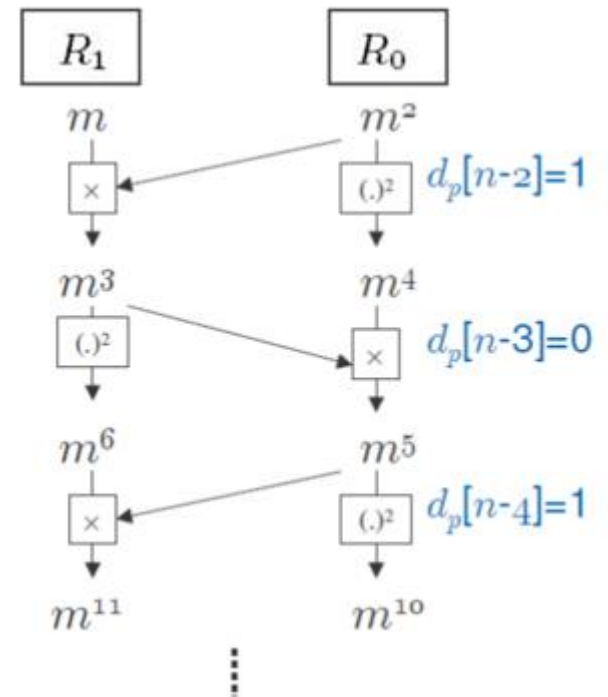 R₁ R₀
m m²
× (.)² dₚ[n-2]=1
m³ m⁴
(.)² × dₚ[n-3]=0
m⁶ m⁵
× (.)² dₚ[n-4]=1
m¹¹ m¹⁰